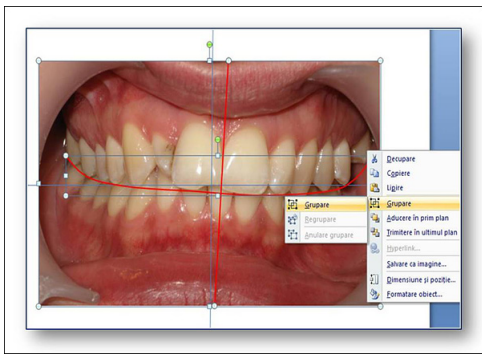 Decupare
Copiere
Lipire
Grupare
Aducere în prim plan
Trimitere în ultimul plan
Hyperlink...
Salvare ca imagine...
Dimensiune și poziție...
Formatare obiect...
Grupare
Regrupare
Anulare grupare